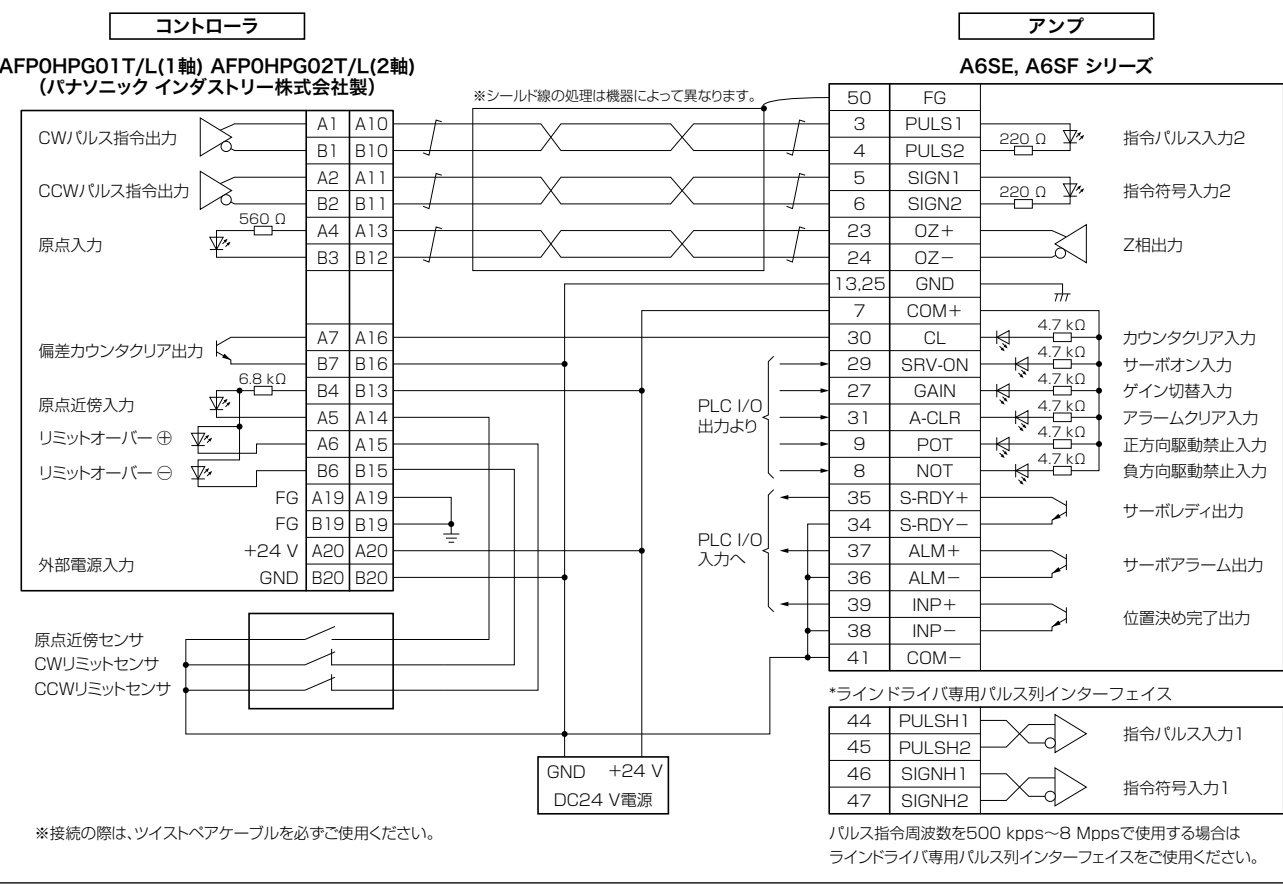 コントローラ
アンプ
AFP0HPG01T/L(1軸) AFP0HPG02T/L(2軸)
(パナソニック インダストリー株式会社製)
A6SE, A6SF シリーズ
※シールド線の処理は機器によって異なります。
50 FG
CWパルス指令出力 A1 A10 3 PULS1 220 Ω 指令パルス入力2
B1 B10 4 PULS2
CCWパルス指令出力 A2 A11 5 SIGN1 220 Ω 指令符号入力2
B2 B11 6 SIGN2
原点入力 560 Ω A4 A13 23 OZ+ Z相出力
B3 B12 24 OZ−
13,25 GND
7 COM+
偏差カウンタクリア出力 A7 A16 30 CL 4.7 kΩ カウンタクリア入力
B7 B16 29 SRV-ON 4.7 kΩ サーボオン入力
6.8 kΩ B4 B13 27 GAIN 4.7 kΩ ゲイン切替入力
原点近傍入力 A5 A14 PLC I/O 31 A-CLR 4.7 kΩ アラームクリア入力
出力より
リミットオーバー ⊕ A6 A15 9 POT 4.7 kΩ 正方向駆動禁止入力
リミットオーバー ⊖ B6 B15 8 NOT 4.7 kΩ 負方向駆動禁止入力
FG A19 A19 35 S-RDY+ サーボレディ出力
FG B19 B19 34 S-RDY−
PLC I/O
入力へ
外部電源入力 +24 V A20 A20 37 ALM+ サーボアラーム出力
GND B20 B20 36 ALM−
39 INP+ 位置決め完了出力
原点近傍センサ 38 INP−
CWリミットセンサ 41 COM−
CCWリミットセンサ
*ラインドライバ専用パルス列インターフェイス
44 PULSH1 指令パルス入力1
45 PULSH2
46 SIGNH1 指令符号入力1
47 SIGNH2
GND +24 V
DC24 V電源
※接続の際は、ツイストペアケーブルを必ずご使用ください。
パルス指令周波数を500 kpps〜8 Mppsで使用する場合は
ラインドライバ専用パルス列インターフェイスをご使用ください。